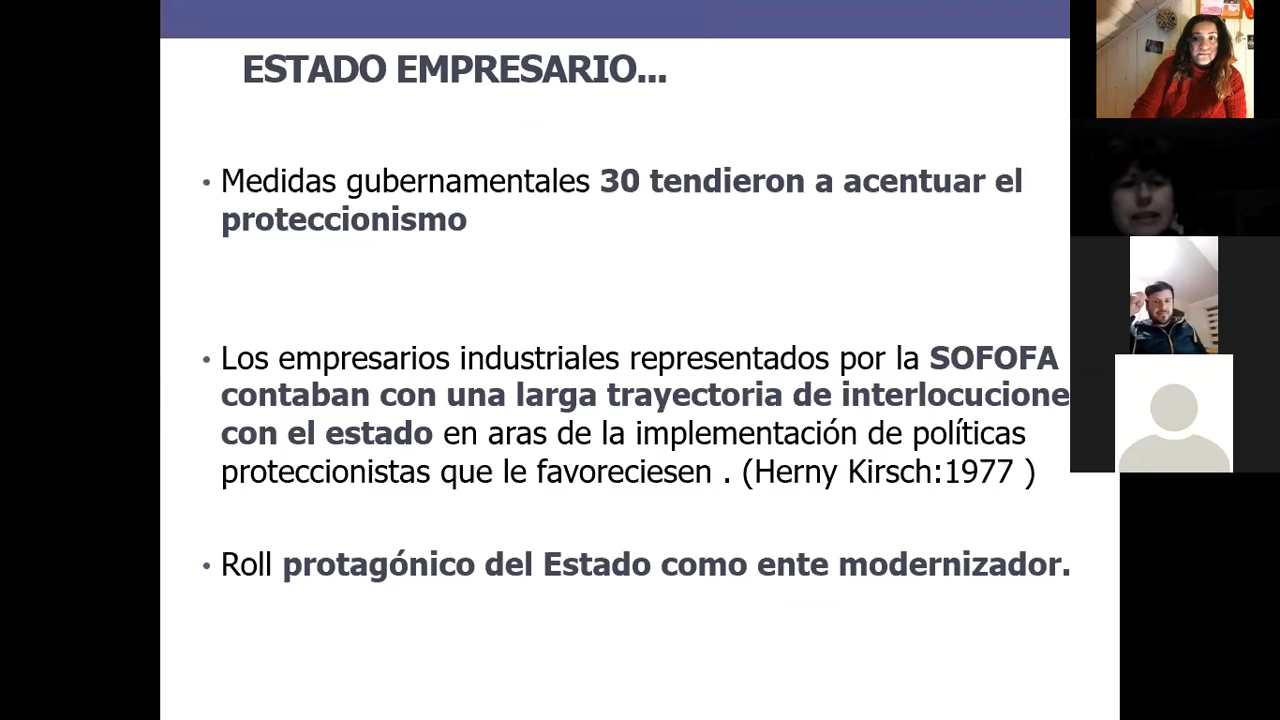 ESTADO EMPRESARIO...
• Medidas gubernamentales 30 tendieron a acentuar el
proteccionismo
• Los empresarios industriales representados por la SOFOFA
contaban con una larga trayectoria de interlocucione
con el estado en aras de la implementación de políticas
proteccionistas que le favoreciesen . (Herny Kirsch:1977 )
• Roll protagónico del Estado como ente modernizador.